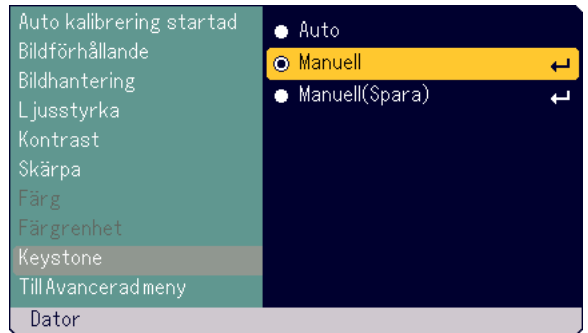 Auto kalibrering startad
Bildförhållande
Bildhantering
Ljusstyrka
Kontrast
Skärpa
Färg
Färgrenhet
Keystone
Till Avancerad meny
Auto
Manuell
Manuell(Spara)
Dator